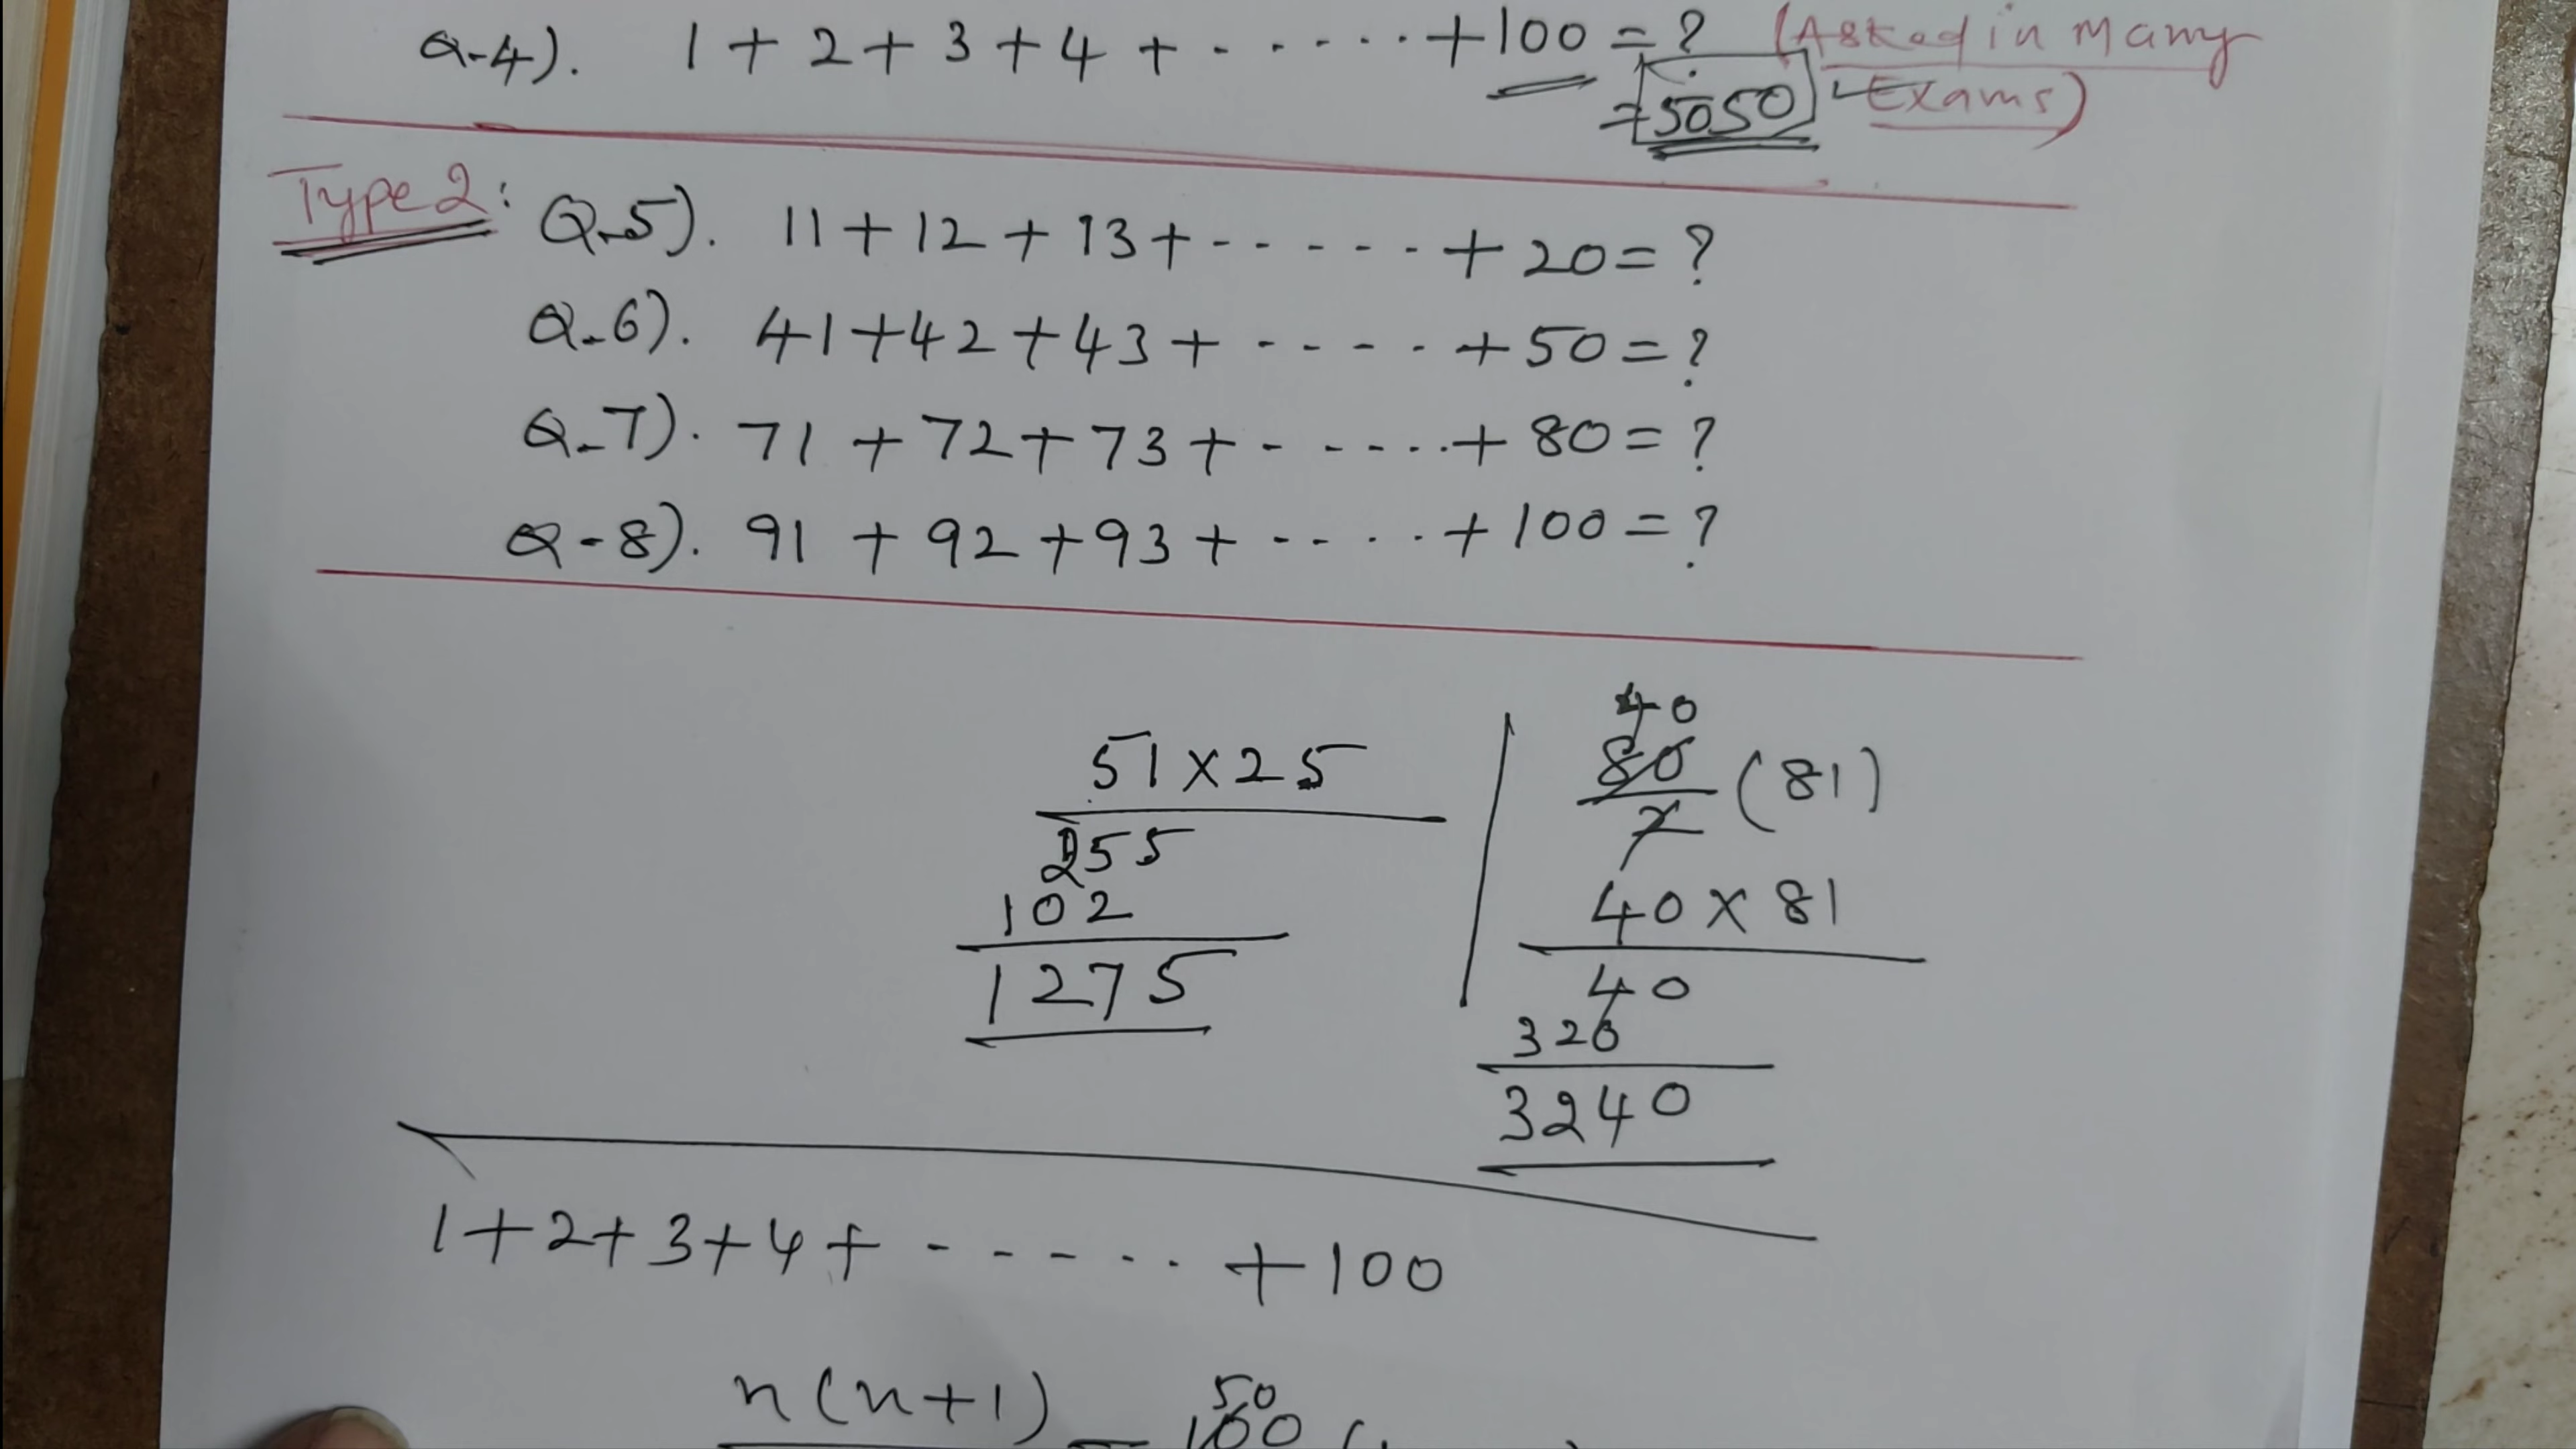 Q-4). 1 + 2 + 3 + 4 + - - - - - - +100 = ? (Asked in Many
=5050 Exams)
Type 2: Q-5). 11 + 12 + 13 + - - - - - + 20 = ?
Q-6). 41 + 42 + 43 + - - - - - + 50 = ?
Q-7). 71 + 72 + 73 + - - - - - + 80 = ?
Q-8). 91 + 92 + 93 + - - - - - + 100 = ?
51 x 25
255
102
1275
40
80/2 (81)
40 x 81
40
320
3240
1 + 2 + 3 + 4 + - - - - - + 100
50
n(n+1) = 100 (